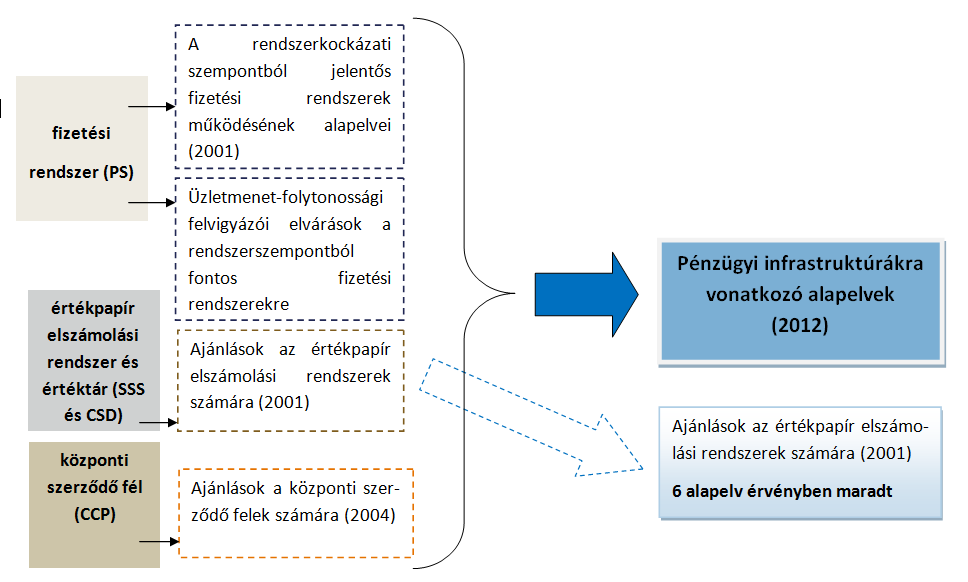 fizetési
rendszer (PS)
A rendszerkockázati
szempontból jelentős
fizetési rendszerek
működésének alapelvei
(2001)
Üzletmenet-folytonossági
felvigyázói elvárások a
rendszerszempontból
fontos fizetési
rendszerekre
értékpapír
elszámolási
rendszer és
értéktár (SSS
és CSD)
Ajánlások az értékpapír
elszámolási rendszerek
számára (2001)
központi
szerződő fél
(CCP)
Ajánlások a központi szer-
ződő felek számára (2004)
Pénzügyi infrastruktúrákra
vonatkozó alapelvek
(2012)
Ajánlások az értékpapír elszámo-
lási rendszerek számára (2001)
6 alapelv érvényben maradt